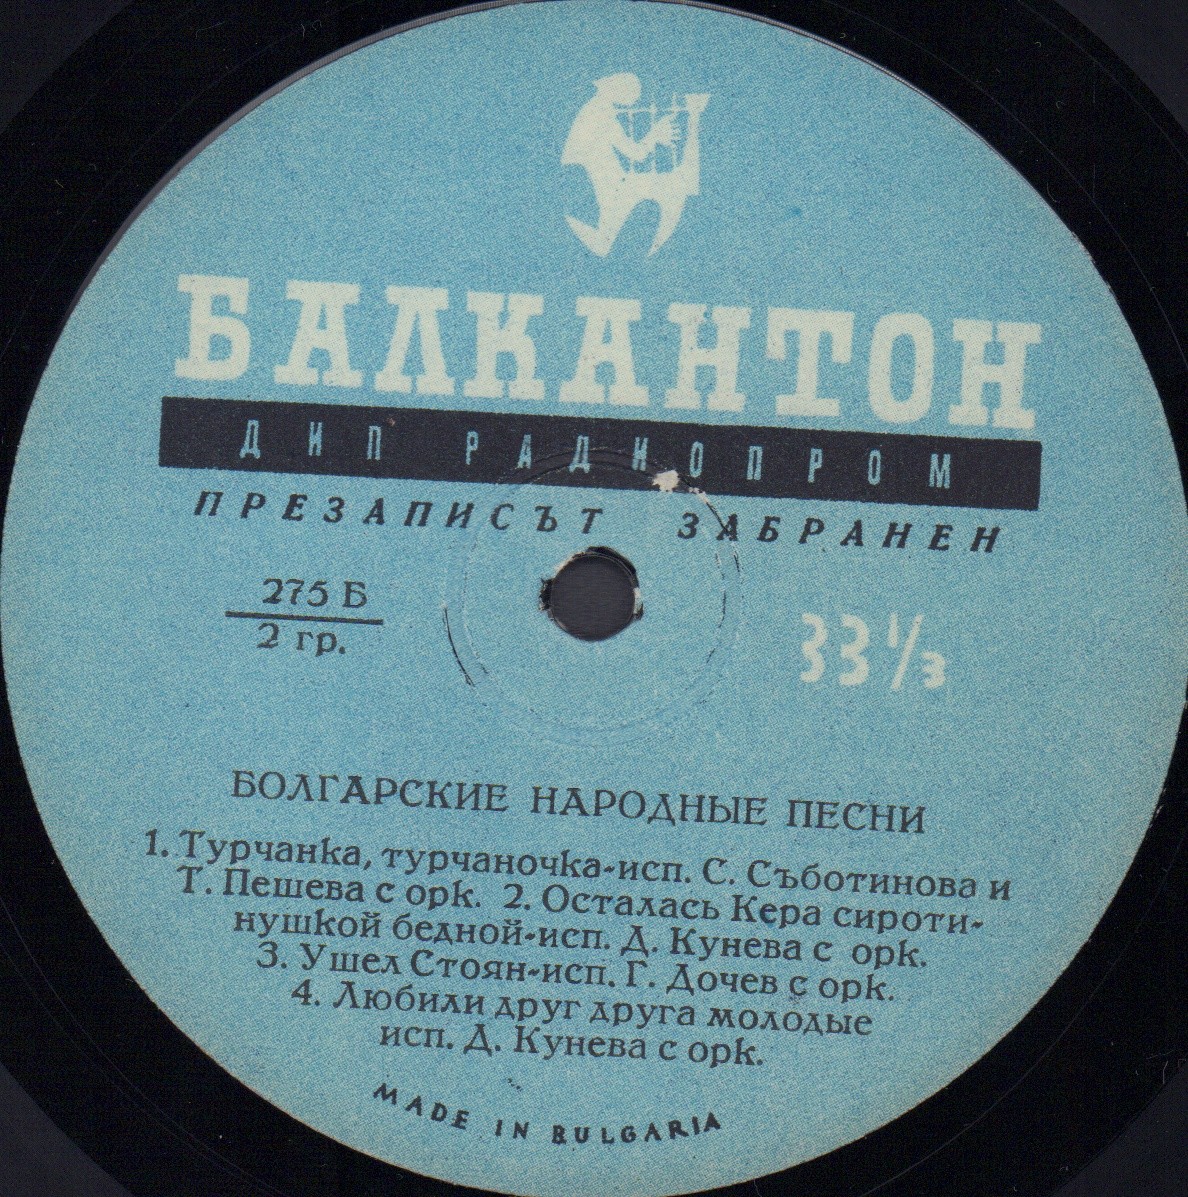 БАЛКАНТОН
ДИП РАДИОПРОМ
ПРЕЗАПИСЪТ ЗАБРАНЕН
275 Б
2 гр.
33 1/3
БОЛГАРСКИЕ НАРОДНЫЕ ПЕСНИ
1. Турчанка, турчаночка-исп. С. Съботинова и
Т. Пешева с орк. 2. Осталась Кера сироти-
нушкой бедной-исп. Д. Кунева с орк.
3. Ушел Стоян-исп. Г. Дочев с орк.
4. Любили друг друга молодые
исп. Д. Кунева с орк.
MADE IN BULGARIA